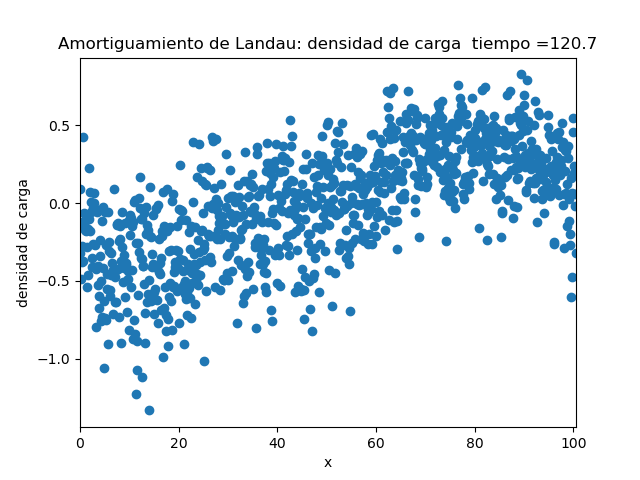 Amortiguamiento de Landau: densidad de carga  tiempo =120.7
densidad de carga
0.5
0.0
−0.5
−1.0
0 20 40 60 80 100
x